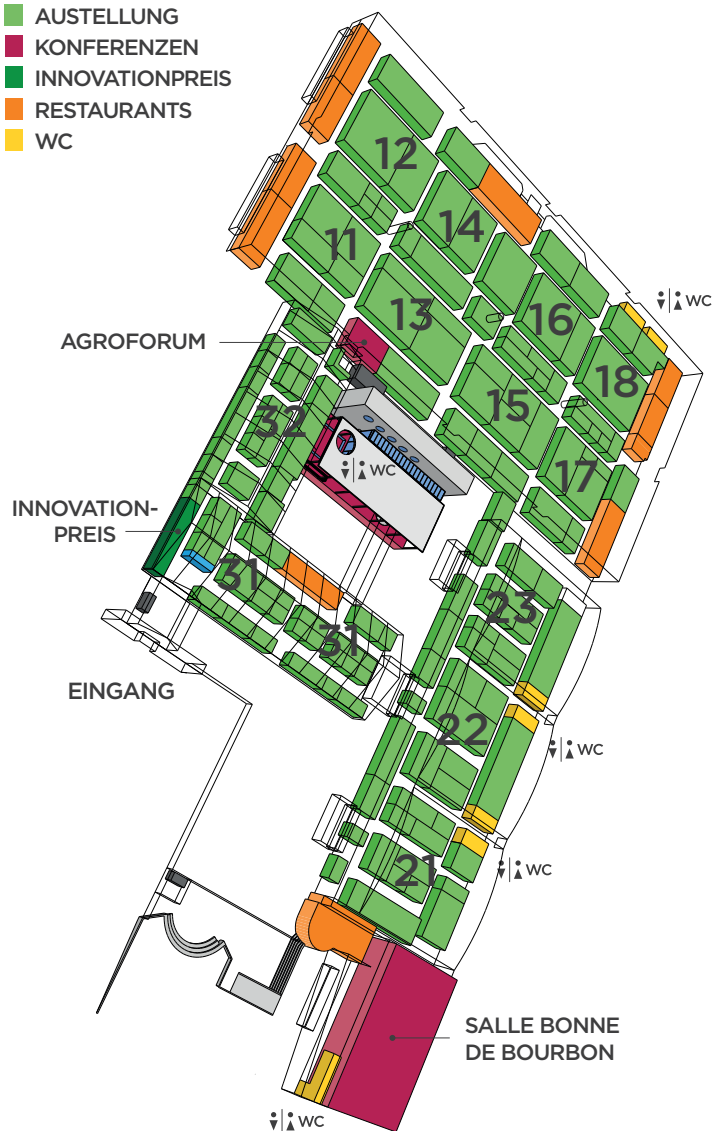 AUSTELLUNG
KONFERENZEN
INNOVATIONPREIS
RESTAURANTS
WC
12
14
11
16
WC
13
AGROFORUM
18
15
32
WC
17
INNOVATION-
PREIS
31
23
31
EINGANG
22
WC
21
WC
SALLE BONNE
DE BOURBON
WC